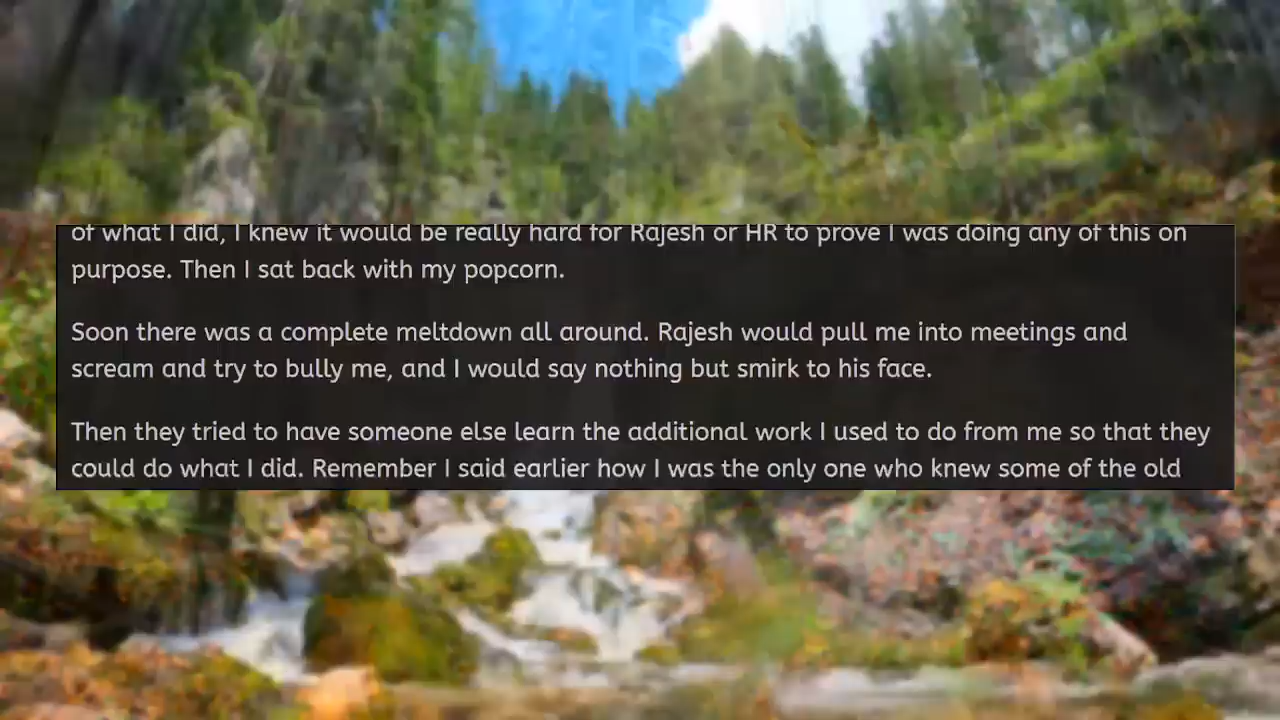 of what I did, I knew it would be really hard for Rajesh or HR to prove I was doing any of this on
purpose. Then I sat back with my popcorn.
Soon there was a complete meltdown all around. Rajesh would pull me into meetings and
scream and try to bully me, and I would say nothing but smirk to his face.
Then they tried to have someone else learn the additional work I used to do from me so that they
could do what I did. Remember I said earlier how I was the only one who knew some of the old